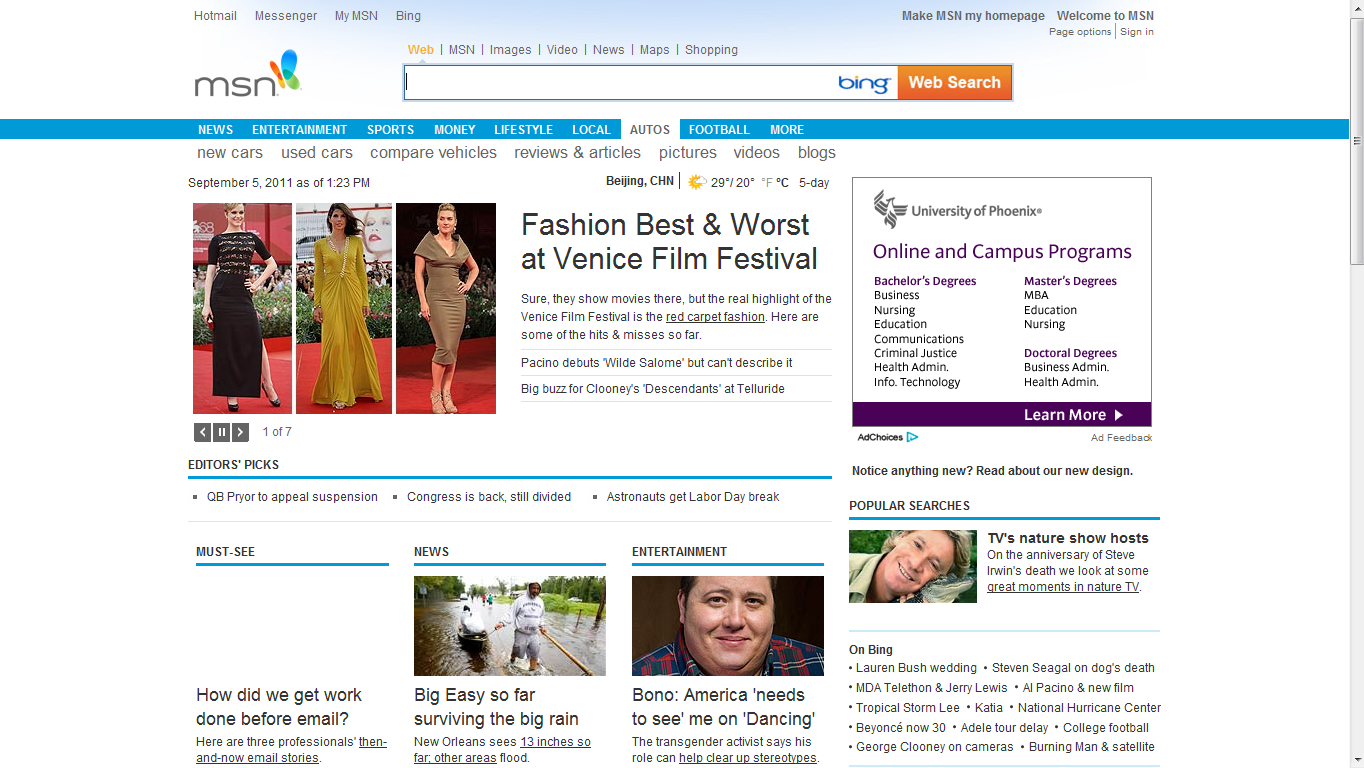 Hotmail Messenger My MSN Bing
Make MSN my homepage Welcome to MSN
Page options Sign in
Web | MSN | Images | Video | News | Maps | Shopping
msn
bing Web Search
NEWS ENTERTAINMENT SPORTS MONEY LIFESTYLE LOCAL AUTOS FOOTBALL MORE
new cars used cars compare vehicles reviews & articles pictures videos blogs
September 5, 2011 as of 1:23 PM
Beijing, CHN 29°/ 20° °F °C 5-day
Fashion Best & Worst
at Venice Film Festival
Sure, they show movies there, but the real highlight of the
Venice Film Festival is the red carpet fashion. Here are
some of the hits & misses so far.
Pacino debuts 'Wilde Salome' but can't describe it
Big buzz for Clooney's 'Descendants' at Telluride
1 of 7
University of Phoenix®
Online and Campus Programs
Bachelor's Degrees
Business
Nursing
Education
Communications
Criminal Justice
Health Admin.
Info. Technology
Master's Degrees
MBA
Education
Nursing
Doctoral Degrees
Business Admin.
Health Admin.
Learn More
AdChoices
Ad Feedback
EDITORS' PICKS
▪ QB Pryor to appeal suspension ▪ Congress is back, still divided ▪ Astronauts get Labor Day break
Notice anything new? Read about our new design.
MUST-SEE
How did we get work
done before email?
Here are three professionals' then-
and-now email stories.
NEWS
Big Easy so far
surviving the big rain
New Orleans sees 13 inches so
far; other areas flood.
ENTERTAINMENT
Bono: America 'needs
to see' me on 'Dancing'
The transgender activist says his
role can help clear up stereotypes.
POPULAR SEARCHES
TV's nature show hosts
On the anniversary of Steve
Irwin's death we look at some
great moments in nature TV.
On Bing
• Lauren Bush wedding • Steven Seagal on dog's death
• MDA Telethon & Jerry Lewis • Al Pacino & new film
• Tropical Storm Lee • Katia • National Hurricane Center
• Beyoncé now 30 • Adele tour delay • College football
• George Clooney on cameras • Burning Man & satellite